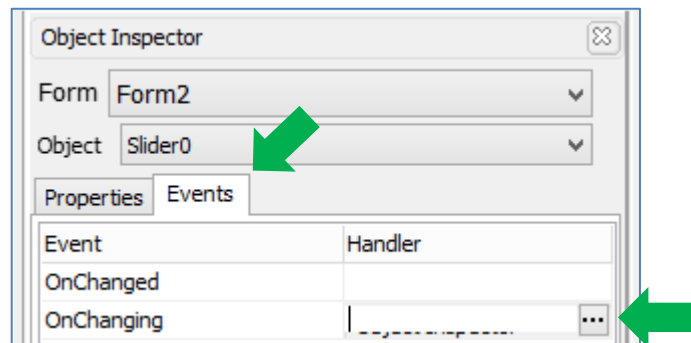 Object Inspector
Form Form2
Object Slider0
Properties Events
Event Handler
OnChanged
OnChanging ...